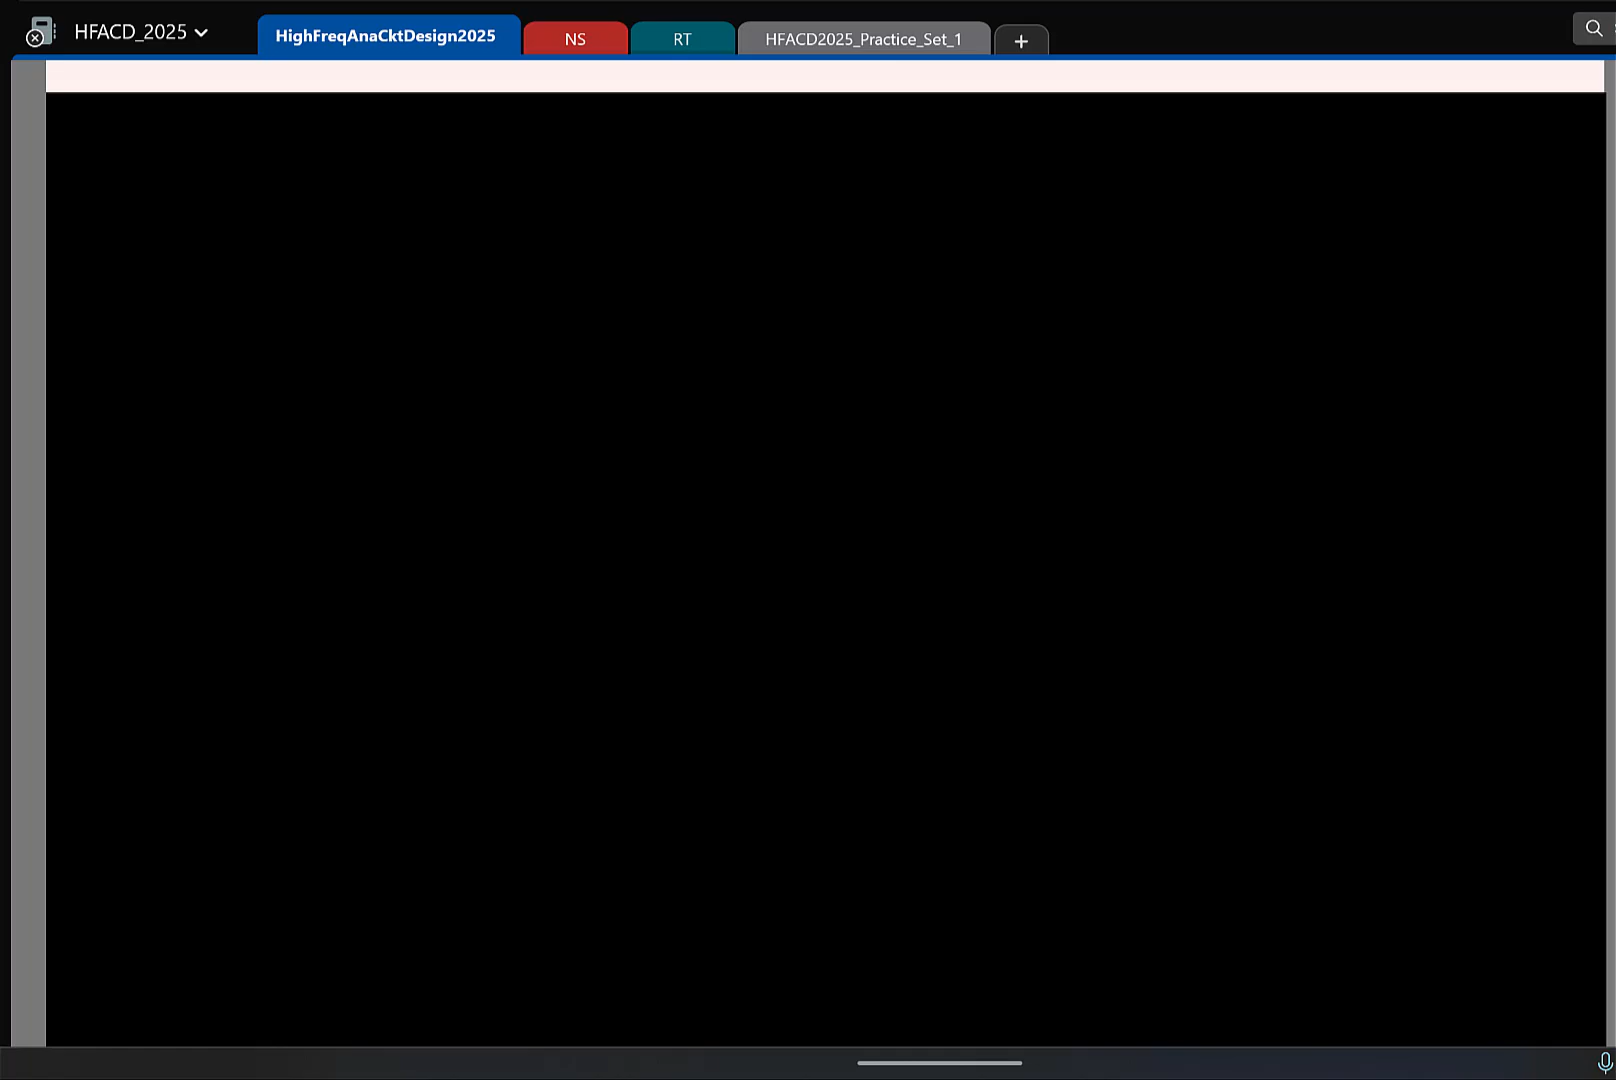 HFACD_2025
HighFreqAnaCktDesign2025
NS
RT
HFACD2025_Practice_Set_1